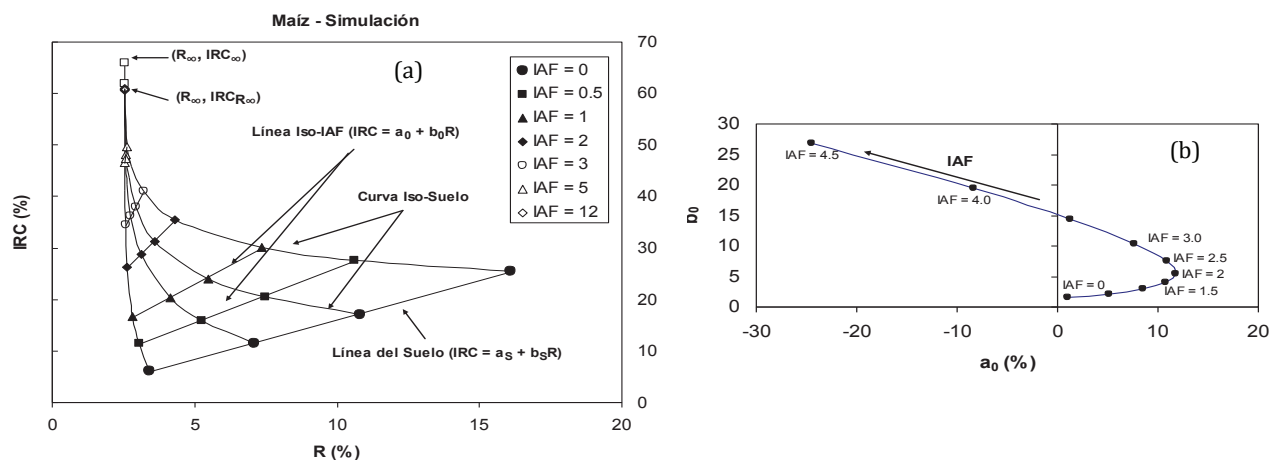 Maíz - Simulación
(a)
(R∞, IRC∞)
(R∞, IRCR∞)
Línea Iso-IAF (IRC = a0 + b0R)
Curva Iso-Suelo
Línea del Suelo (IRC = aS + bSR)
IAF = 0
IAF = 0.5
IAF = 1
IAF = 2
IAF = 3
IAF = 5
IAF = 12
70
60
50
40
30
20
10
0
IRC (%)
0 5 10 15 20
R (%)
(b)
30
25
20
15
10
5
0
b0
IAF = 4.5
IAF
IAF = 4.0
IAF = 3.0
IAF = 2.5
IAF = 2
IAF = 1.5
IAF = 0
-30 -20 -10 0 10 20
a0 (%)